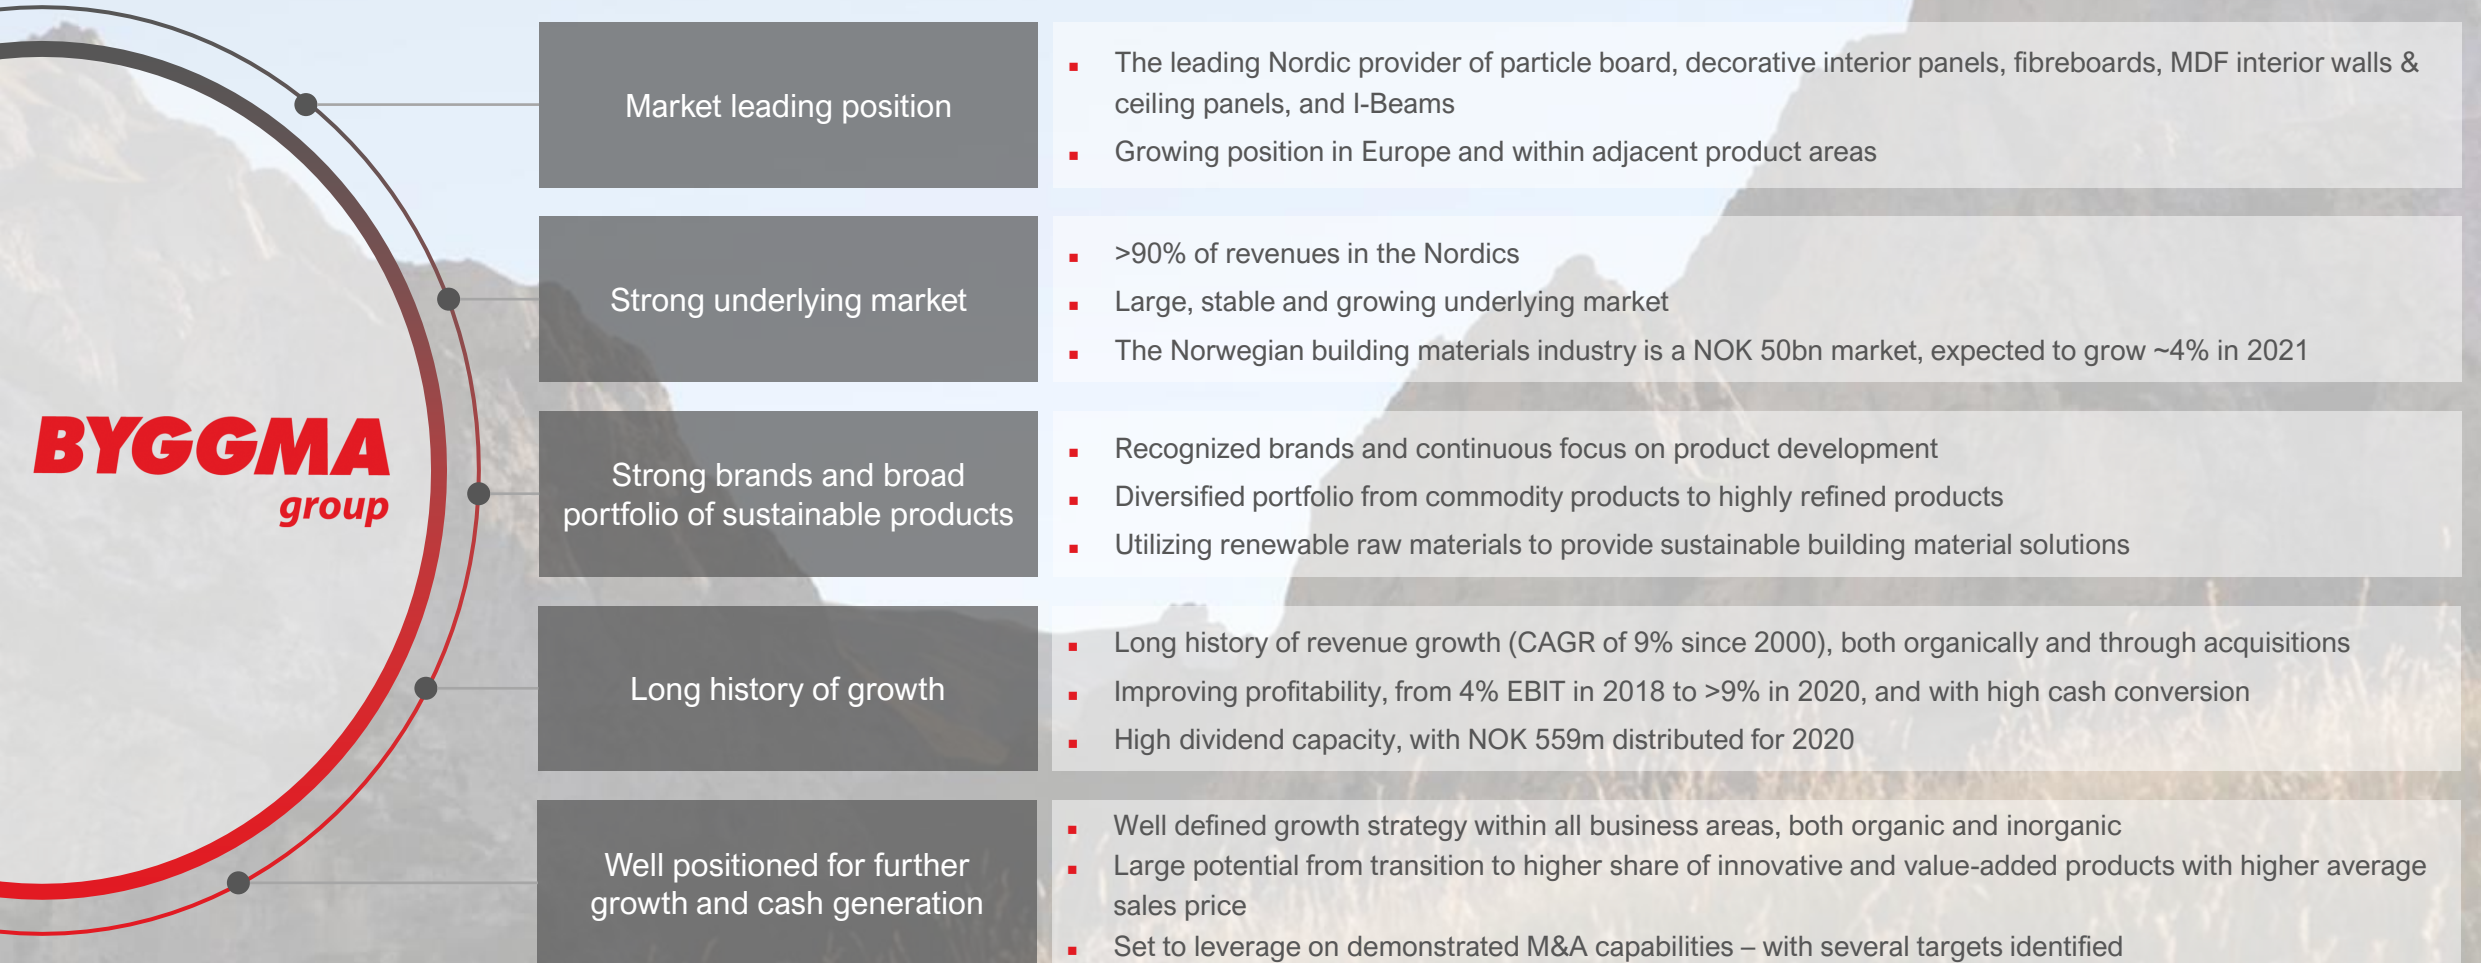 BYGGMA
group
Market leading position
▪ The leading Nordic provider of particle board, decorative interior panels, fibreboards, MDF interior walls &
ceiling panels, and I-Beams
▪ Growing position in Europe and within adjacent product areas
Strong underlying market
▪ >90% of revenues in the Nordics
▪ Large, stable and growing underlying market
▪ The Norwegian building materials industry is a NOK 50bn market, expected to grow ~4% in 2021
Strong brands and broad
portfolio of sustainable products
▪ Recognized brands and continuous focus on product development
▪ Diversified portfolio from commodity products to highly refined products
▪ Utilizing renewable raw materials to provide sustainable building material solutions
Long history of growth
▪ Long history of revenue growth (CAGR of 9% since 2000), both organically and through acquisitions
▪ Improving profitability, from 4% EBIT in 2018 to >9% in 2020, and with high cash conversion
▪ High dividend capacity, with NOK 559m distributed for 2020
Well positioned for further
growth and cash generation
▪ Well defined growth strategy within all business areas, both organic and inorganic
▪ Large potential from transition to higher share of innovative and value-added products with higher average
sales price
▪ Set to leverage on demonstrated M&A capabilities – with several targets identified